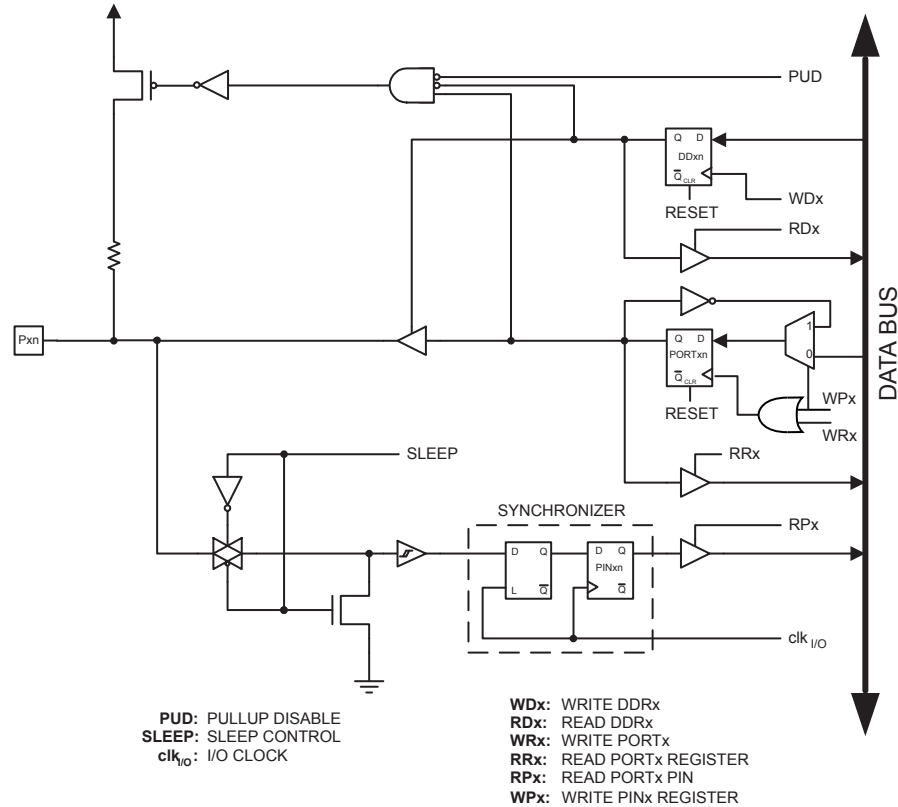 PUD
Q D
DDxn
Q CLR
WDx
RESET
RDx
Pxn
1
Q D
PORTxn
0
Q CLR
DATA BUS
RESET
WPx
WRx
SLEEP
RRx
SYNCHRONIZER
RPx
D Q
D Q
PINxn
L Q
Q
clk I/O
PUD: PULLUP DISABLE
SLEEP: SLEEP CONTROL
clkI/O: I/O CLOCK
WDx: WRITE DDRx
RDx: READ DDRx
WRx: WRITE PORTx
RRx: READ PORTx REGISTER
RPx: READ PORTx PIN
WPx: WRITE PINx REGISTER